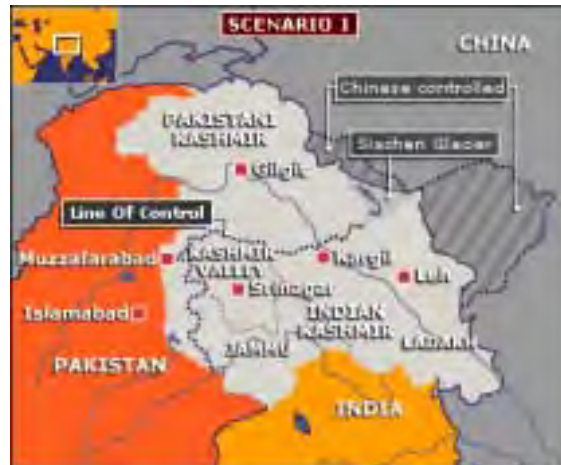 SCENARIO 1
CHINA
Chinese controlled
PAKISTANI
KASHMIR
Siachen Glacier
Gilgit
Line Of Control
Muzzafarabad
KASHMIR
VALLEY
Kargil
Leh
Srinagar
Islamabad
INDIAN
KASHMIR
LADAKH
JAMMU
PAKISTAN
INDIA